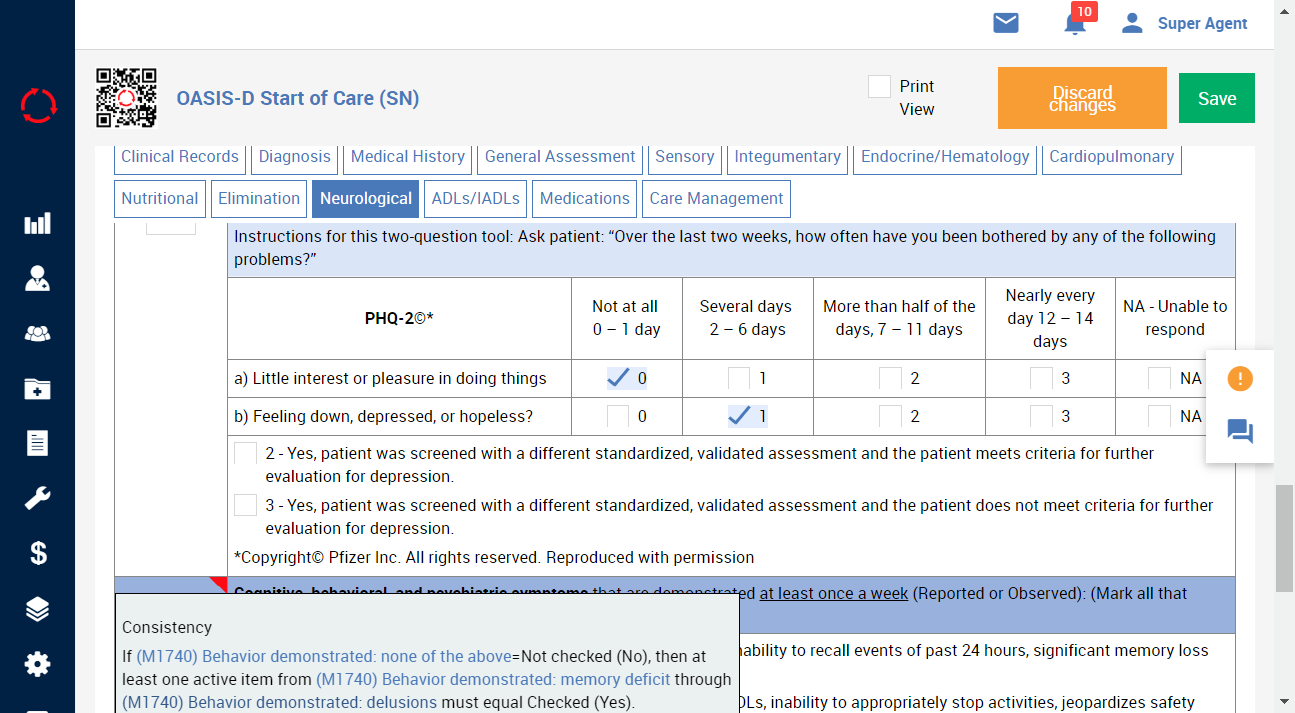 10
Super Agent
OASIS-D Start of Care (SN)
Print
View
Discard
changes
Save
Clinical Records
Diagnosis
Medical History
General Assessment
Sensory
Integumentary
Endocrine/Hematology
Cardiopulmonary
Nutritional
Elimination
Neurological
ADLs/IADLs
Medications
Care Management
Instructions for this two-question tool: Ask patient: “Over the last two weeks, how often have you been bothered by any of the following
problems?”
PHQ-2©*
Not at all
0 – 1 day
Several days
2 – 6 days
More than half of the
days, 7 – 11 days
Nearly every
day 12 – 14
days
NA - Unable to
respond
a) Little interest or pleasure in doing things 0 1 2 3 NA
b) Feeling down, depressed, or hopeless? 0 1 2 3 NA
2 - Yes, patient was screened with a different standardized, validated assessment and the patient meets criteria for further
evaluation for depression.
3 - Yes, patient was screened with a different standardized, validated assessment and the patient does not meet criteria for further
evaluation for depression.
*Copyright© Pfizer Inc. All rights reserved. Reproduced with permission
Cognitive, behavioral, and psychiatric symptoms that are demonstrated at least once a week (Reported or Observed): (Mark all that
Consistency
If (M1740) Behavior demonstrated: none of the above=Not checked (No), then at
least one active item from (M1740) Behavior demonstrated: memory deficit through
(M1740) Behavior demonstrated: delusions must equal Checked (Yes).
ability to recall events of past 24 hours, significant memory loss
DLs, inability to appropriately stop activities, jeopardizes safety